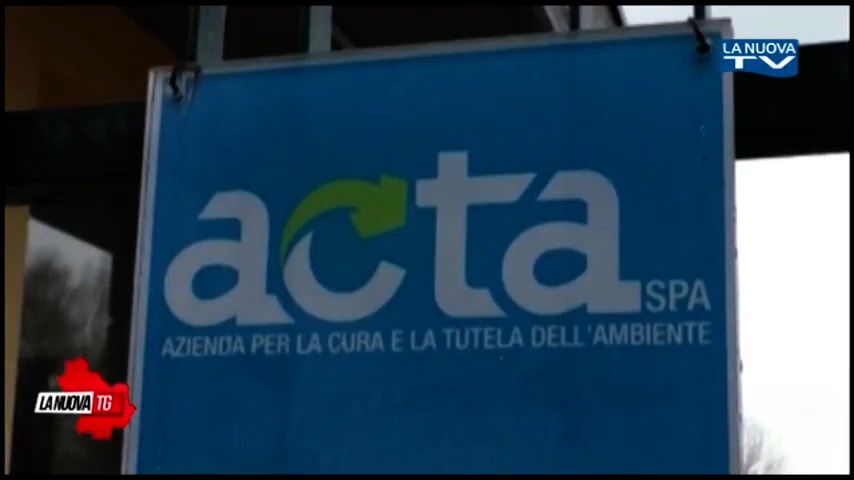 LA NUOVA
TV
acta
SPA
AZIENDA PER LA CURA E LA TUTELA DELL'AMBIENTE
LA NUOVA TG